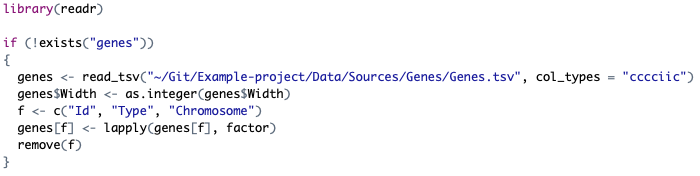 library(readr)
if (!exists("genes"))
{
  genes <- read_tsv("~/Git/Example-project/Data/Sources/Genes/Genes.tsv", col_types = "cccciic")
  genes$Width <- as.integer(genes$Width)
  f <- c("Id", "Type", "Chromosome")
  genes[f] <- lapply(genes[f], factor)
  remove(f)
}